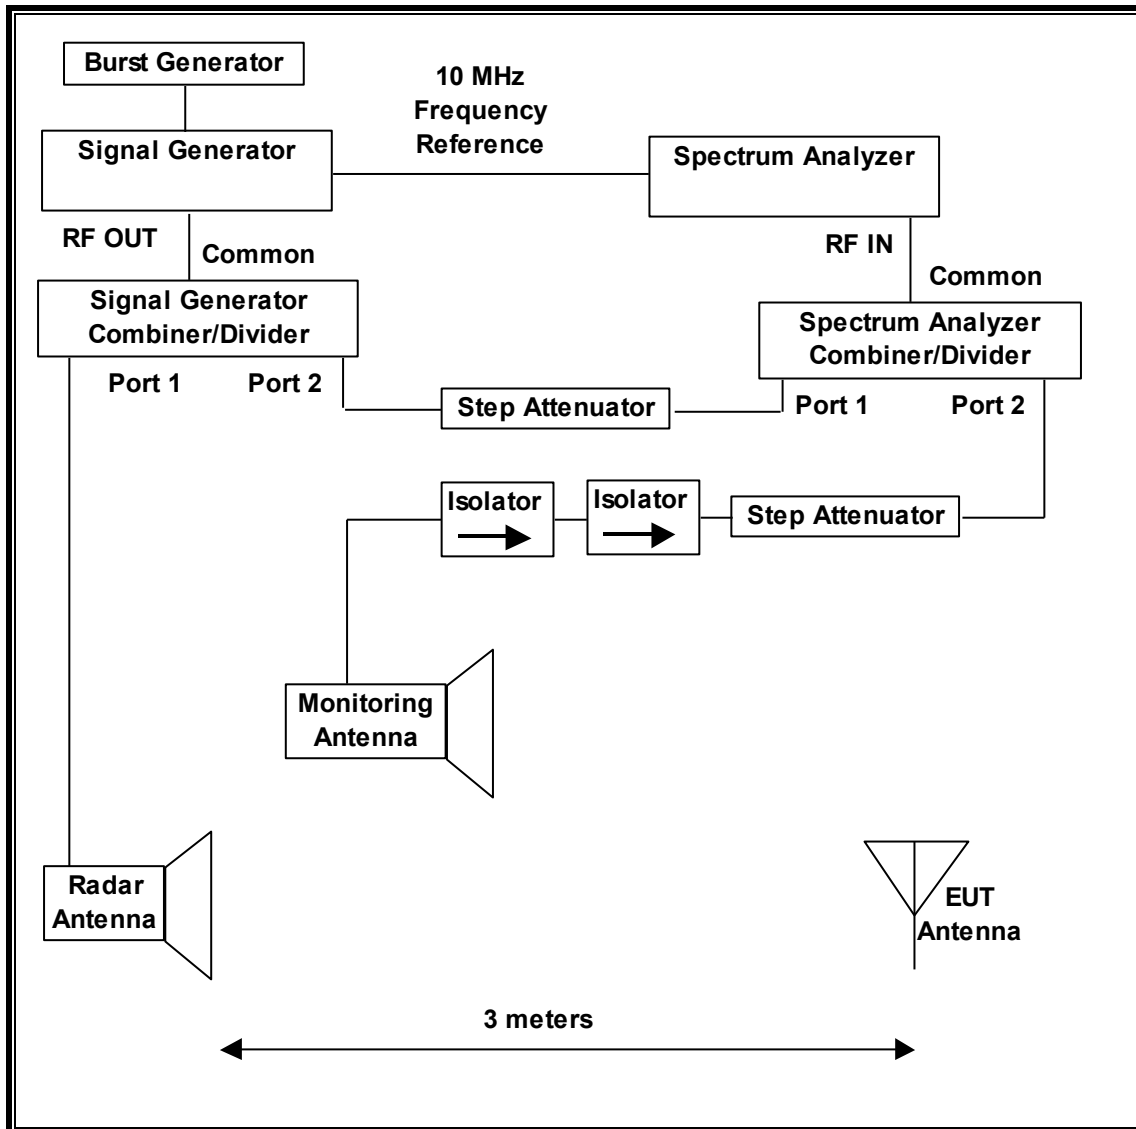 Burst Generator
10 MHz
Frequency
Reference
Signal Generator
Spectrum Analyzer
RF OUT
Common
RF IN
Common
Signal Generator
Combiner/Divider
Spectrum Analyzer
Combiner/Divider
Port 1
Port 2
Step Attenuator
Port 1
Port 2
Isolator
Isolator
Step Attenuator
Monitoring
Antenna
Radar
Antenna
EUT
Antenna
3 meters